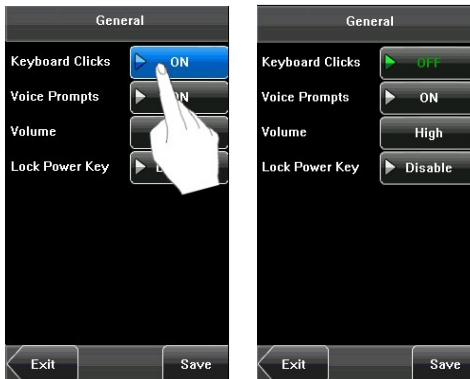 General
Keyboard Clicks ON
Voice Prompts ON
Volume
Lock Power Key
Exit Save
General
Keyboard Clicks OFF
Voice Prompts ON
Volume High
Lock Power Key Disable
Exit Save